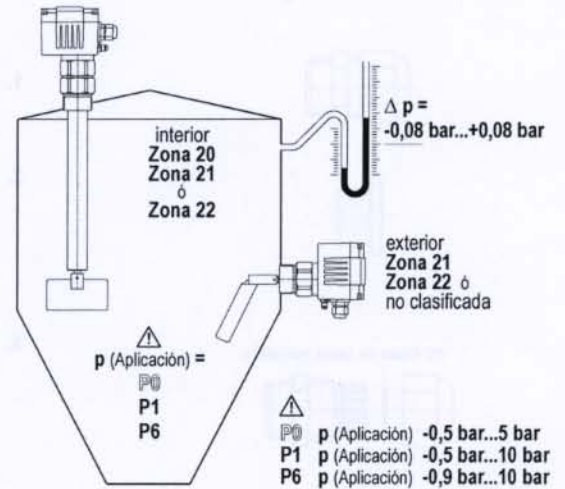 interior
Zona 20
Zona 21
ó
Zona 22
Δ p =
-0,08 bar...+0,08 bar
exterior
Zona 21
Zona 22 ó
no clasificada
p (Aplicación) =
P0
P1
P6
P0 p (Aplicación) -0,5 bar...5 bar
P1 p (Aplicación) -0,5 bar...10 bar
P6 p (Aplicación) -0,9 bar...10 bar